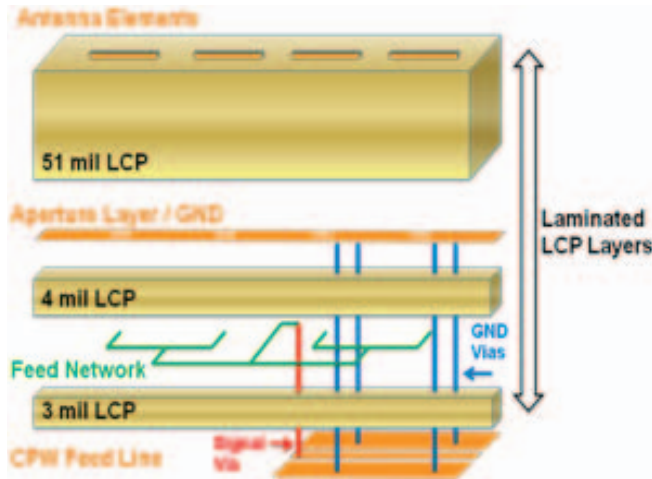 Antenna Elements
51 mil LCP
Aperture Layer / GND
Laminated
LCP Layers
4 mil LCP
GND
Vias
Feed Network
3 mil LCP
Signal
Via
CPW Feed Line